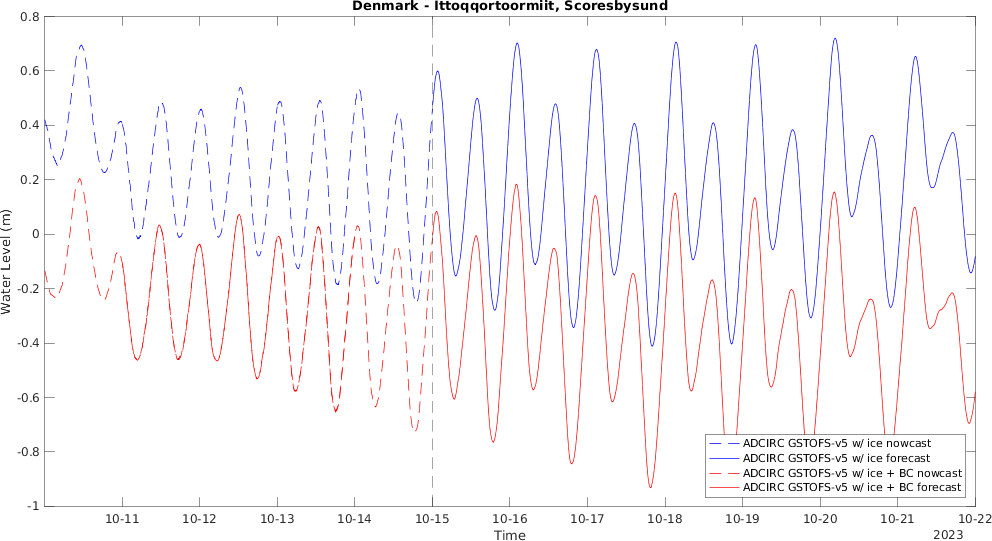 Denmark - Ittoqqortoormiit, Scoresbysund
0.8
0.6
0.4
0.2
0
-0.2
-0.4
-0.6
-0.8
-1
Water Level (m)
ADCIRC GSTOFS-v5 w/ ice nowcast
ADCIRC GSTOFS-v5 w/ ice forecast
ADCIRC GSTOFS-v5 w/ ice + BC nowcast
ADCIRC GSTOFS-v5 w/ ice + BC forecast
10-11 10-12 10-13 10-14 10-15 10-16 10-17 10-18 10-19 10-20 10-21 10-22
Time
2023